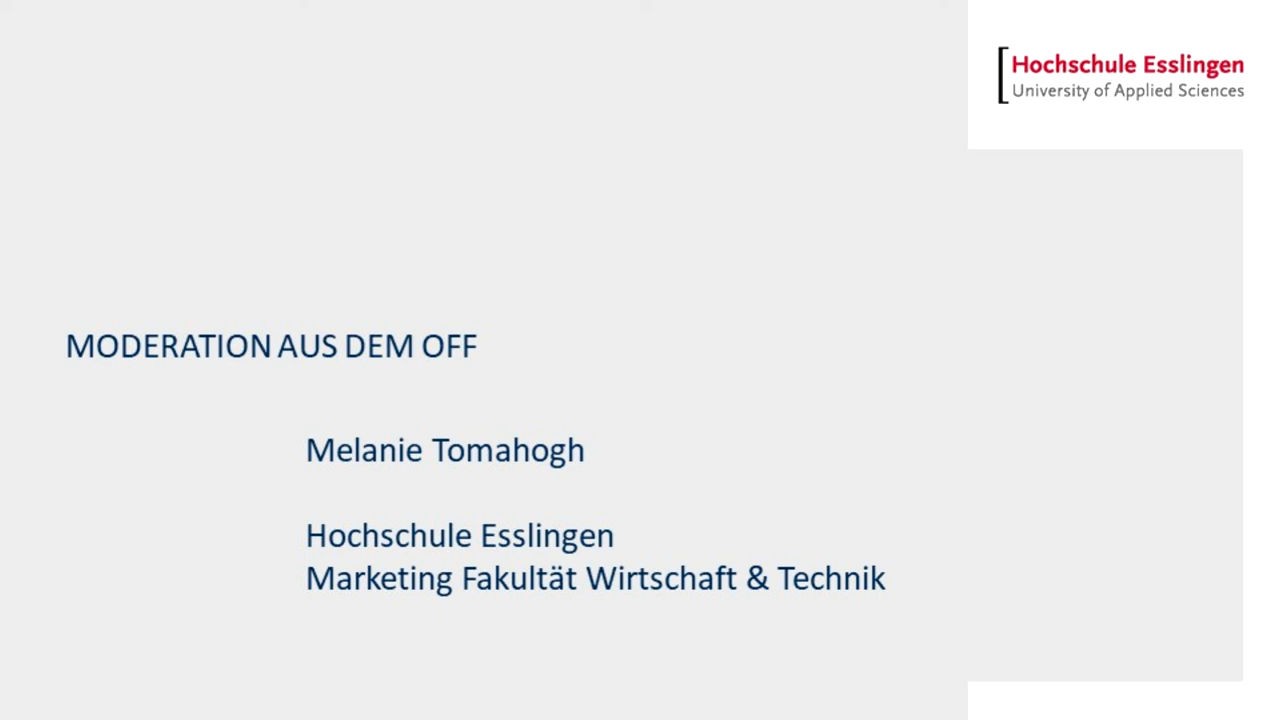 Hochschule Esslingen
University of Applied Sciences
MODERATION AUS DEM OFF
Melanie Tomahogh
Hochschule Esslingen
Marketing Fakultät Wirtschaft & Technik